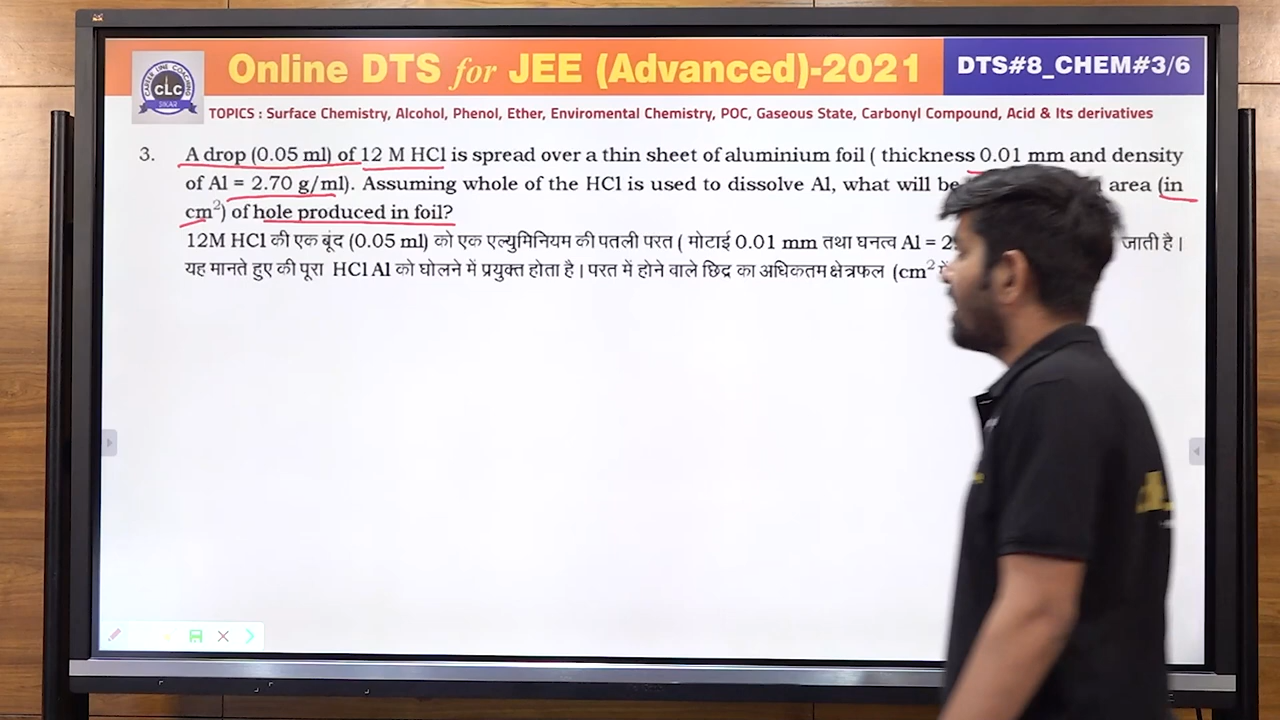 Online DTS for JEE (Advanced)-2021
DTS#8_CHEM#3/6
CAREER LINE COACHING
cLc
SIKAR
TOPICS : Surface Chemistry, Alcohol, Phenol, Ether, Enviromental Chemistry, POC, Gaseous State, Carbonyl Compound, Acid & Its derivatives
3. A drop (0.05 ml) of 12 M HCl is spread over a thin sheet of aluminium foil ( thickness 0.01 mm and density
of Al = 2.70 g/ml). Assuming whole of the HCl is used to dissolve Al, what will be area (in
cm²) of hole produced in foil?
12M HCl की एक बूंद (0.05 ml) को एक एल्युमिनियम की पतली परत ( मोटाई 0.01 mm तथा घनत्व Al = जाती है।
यह मानते हुए की पूरा HCl Al को घोलने में प्रयुक्त होता है। परत में होने वाले छिद्र का अधिकतम क्षेत्रफल (cm²